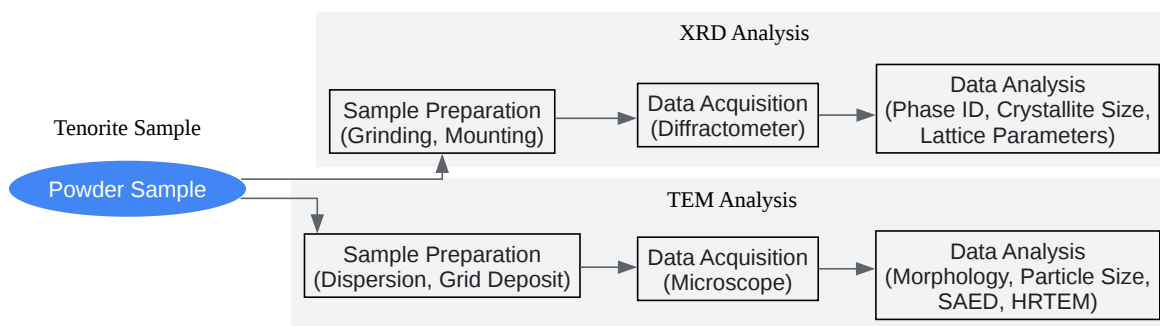 XRD Analysis
Sample Preparation
(Grinding, Mounting)
Data Acquisition
(Diffractometer)
Data Analysis
(Phase ID, Crystallite Size,
Lattice Parameters)
Tenorite Sample
Powder Sample
TEM Analysis
Sample Preparation
(Dispersion, Grid Deposit)
Data Acquisition
(Microscope)
Data Analysis
(Morphology, Particle Size,
SAED, HRTEM)